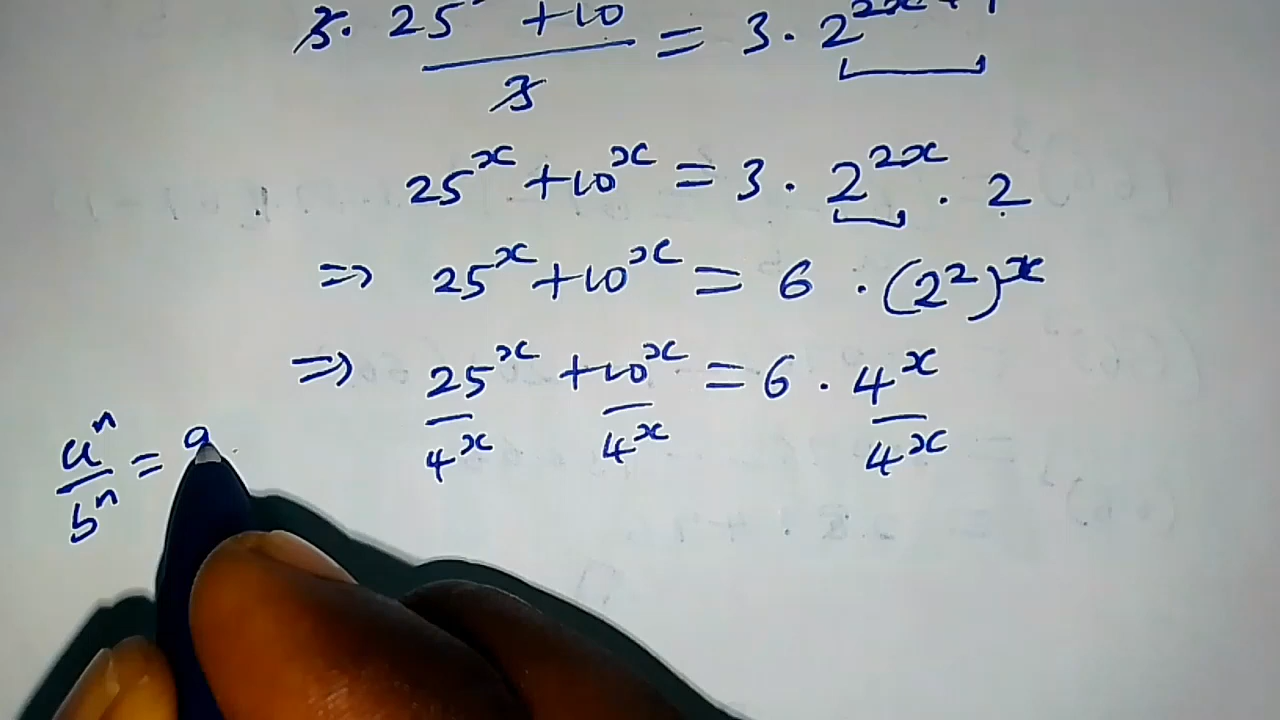 3. 25^x + 10 / 3 = 3 · 2^{2x+1}
25^x + 10^x = 3 · 2^{2x} · 2
⇒ 25^x + 10^x = 6 · (2^2)^x
⇒ 25^x / 4^x + 10^x / 4^x = 6 · 4^x / 4^x
a^n / b^n = a